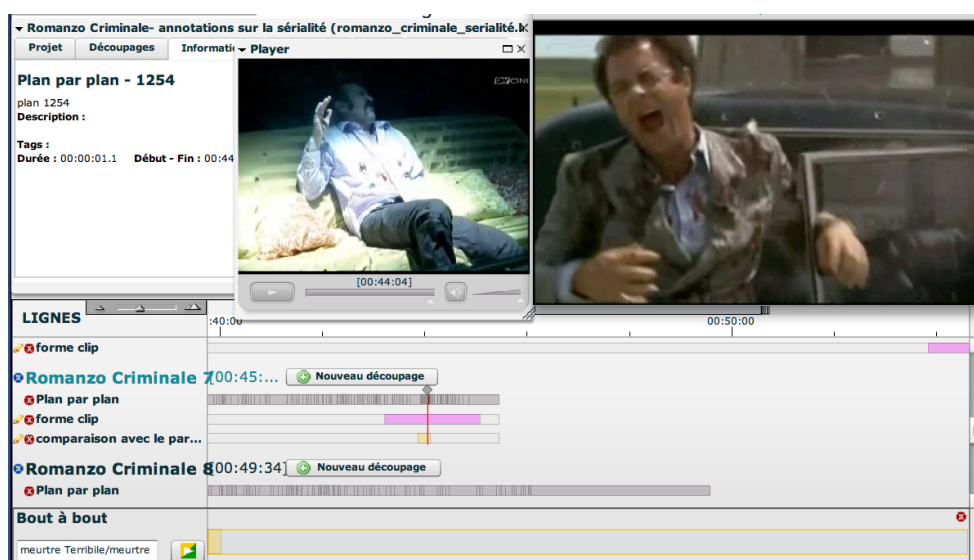 Romanzo Criminale- annotations sur la sérialité (romanzo_criminale_serialité.l
Projet Découpages Informati
Player
Plan par plan - 1254
plan 1254
Description :
Tags :
Durée : 00:00:01.1 Début - Fin : 00:44
[00:44:04]
LIGNES
:40:00
00:50:00
forme clip
Romanzo Criminale 7 [00:45:... Nouveau découpage
Plan par plan
forme clip
comparaison avec le par...
Romanzo Criminale 8 [00:49:34] Nouveau découpage
Plan par plan
Bout à bout
meurtre Terribile/meurtre